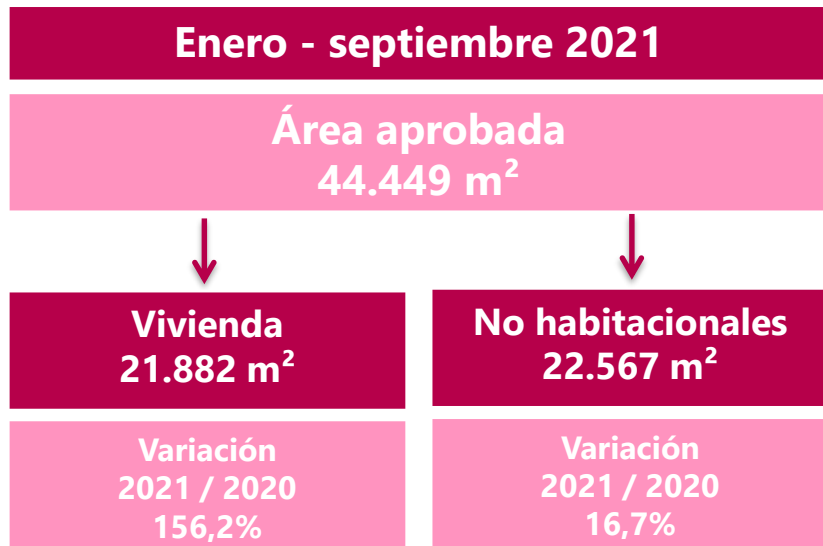 Enero - septiembre 2021
Área aprobada
44.449 m²
Vivienda
21.882 m²
No habitacionales
22.567 m²
Variación
2021 / 2020
156,2%
Variación
2021 / 2020
16,7%